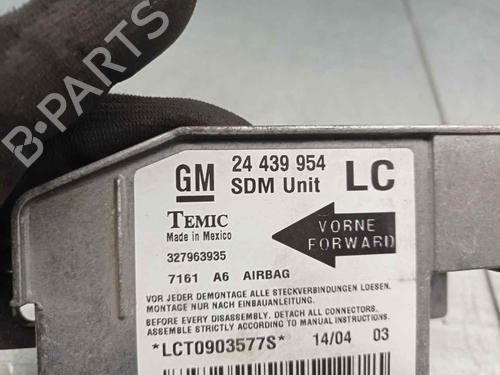 B-PARTS
GM 24 439 954 LC
SDM Unit
TEMIC
Made in Mexico
VORNE
FORWARD
327963935
7161 A6 AIRBAG
VOR JEDER DEMONTAGE ALLE STECKVERBINDUNGEN LOESEN.
MONTAGE NUR NACH EINBAUANLEITUNG.
BEFORE EVERY DISASSEMBLY. DETACH ALL CONNECTORS.
ASSEMBLE STRICTLY ACCORDING TO MANUAL INSTRUMENTS.
*LCT0903577S* 14/04 03